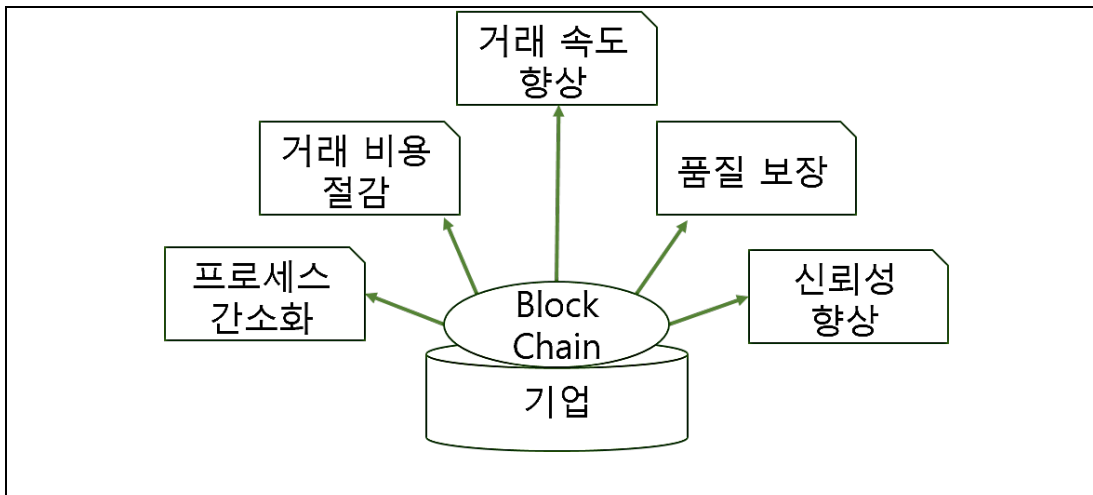 거래 속도
향상
거래 비용
절감
품질 보장
프로세스
간소화
신뢰성
향상
Block
Chain
기업